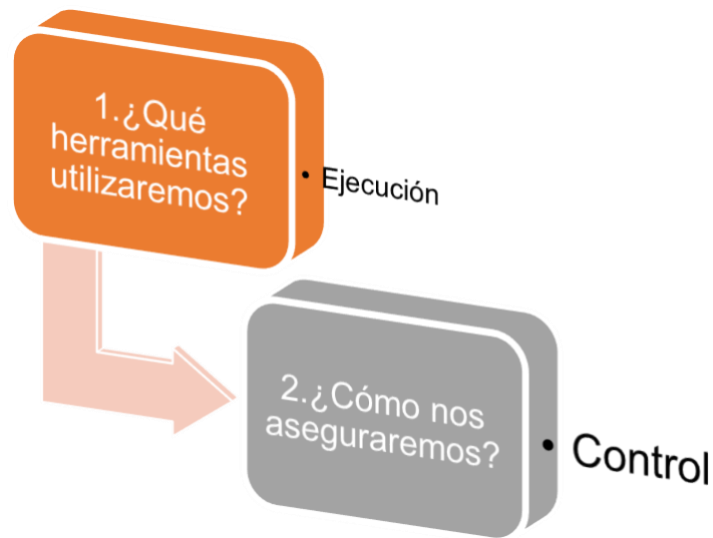 1.¿Qué
herramientas
utilizaremos?
• Ejecución
2.¿Cómo nos
aseguraremos?
• Control